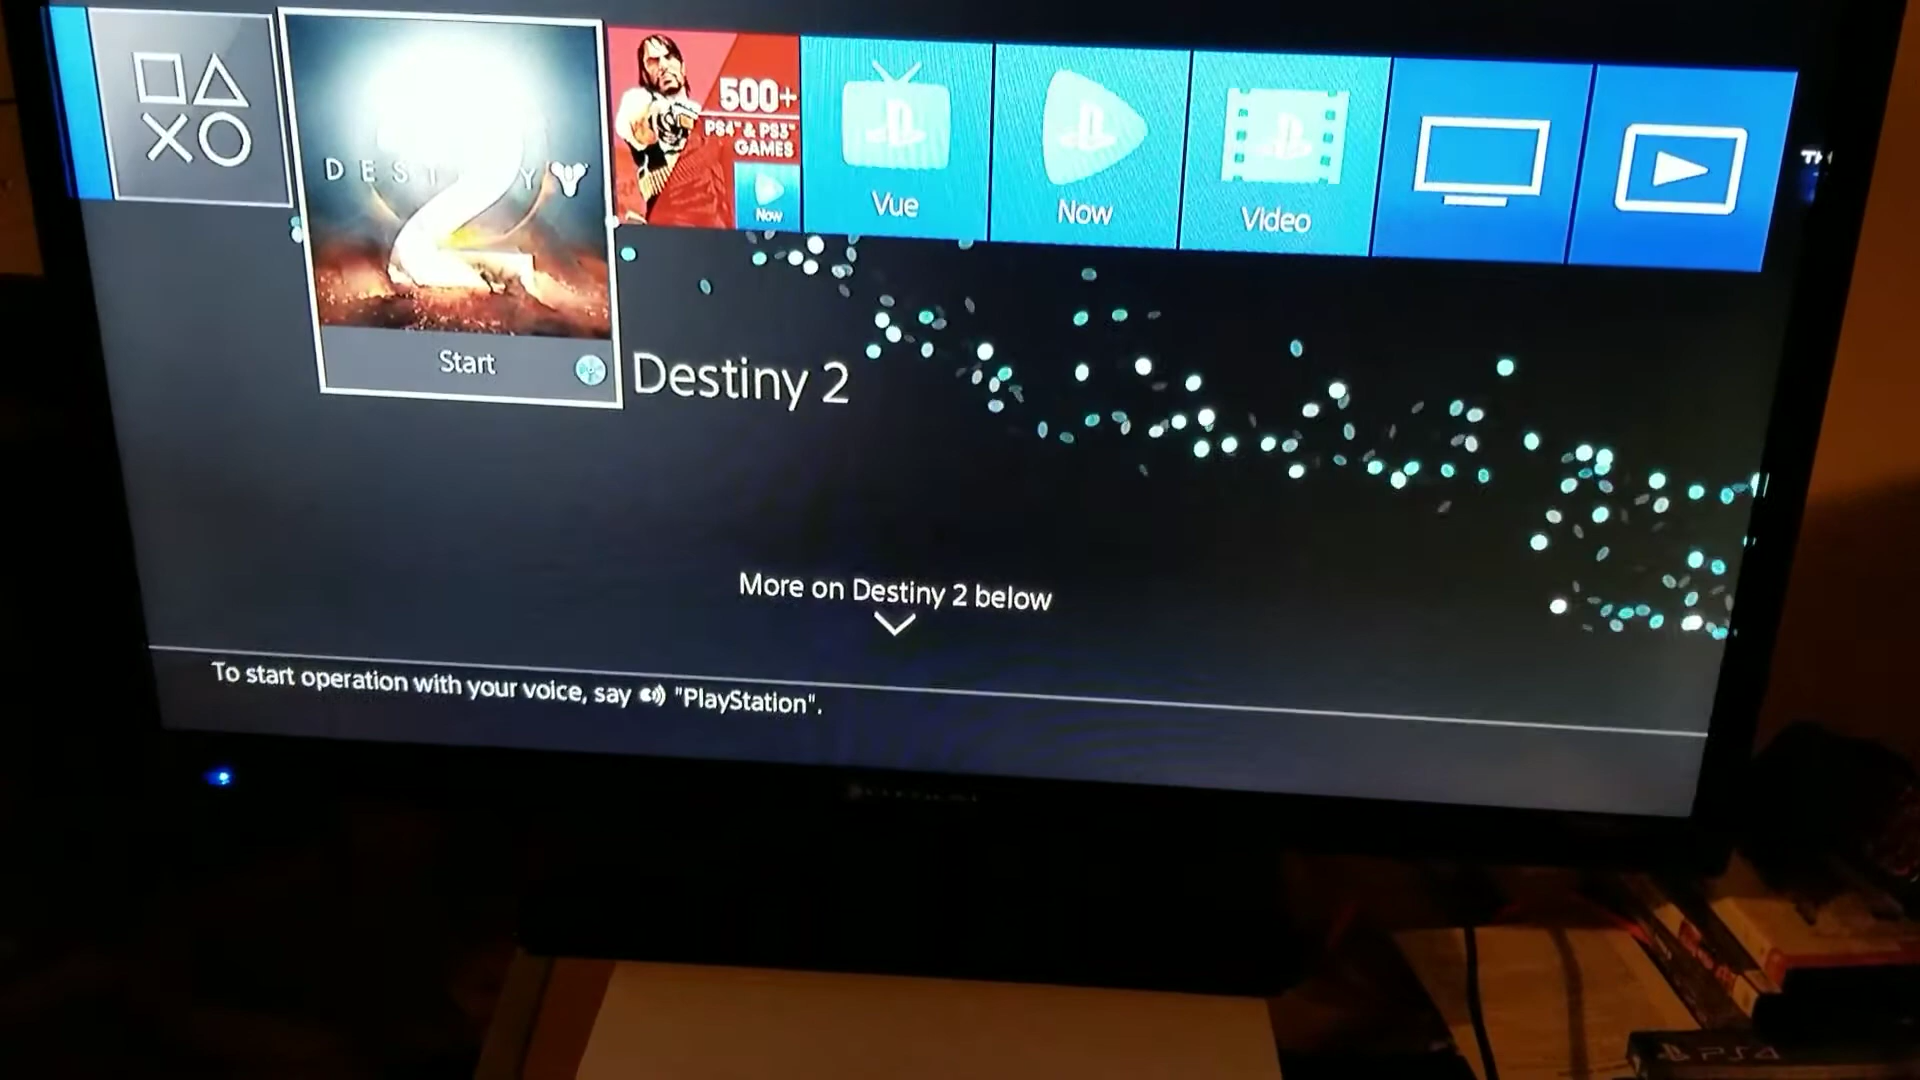 DESTINY
2
500+
PS4™ & PS3™
GAMES
Now
Vue
Now
Video
TH
Start
Destiny 2
More on Destiny 2 below
To start operation with your voice, say "PlayStation".
PS4